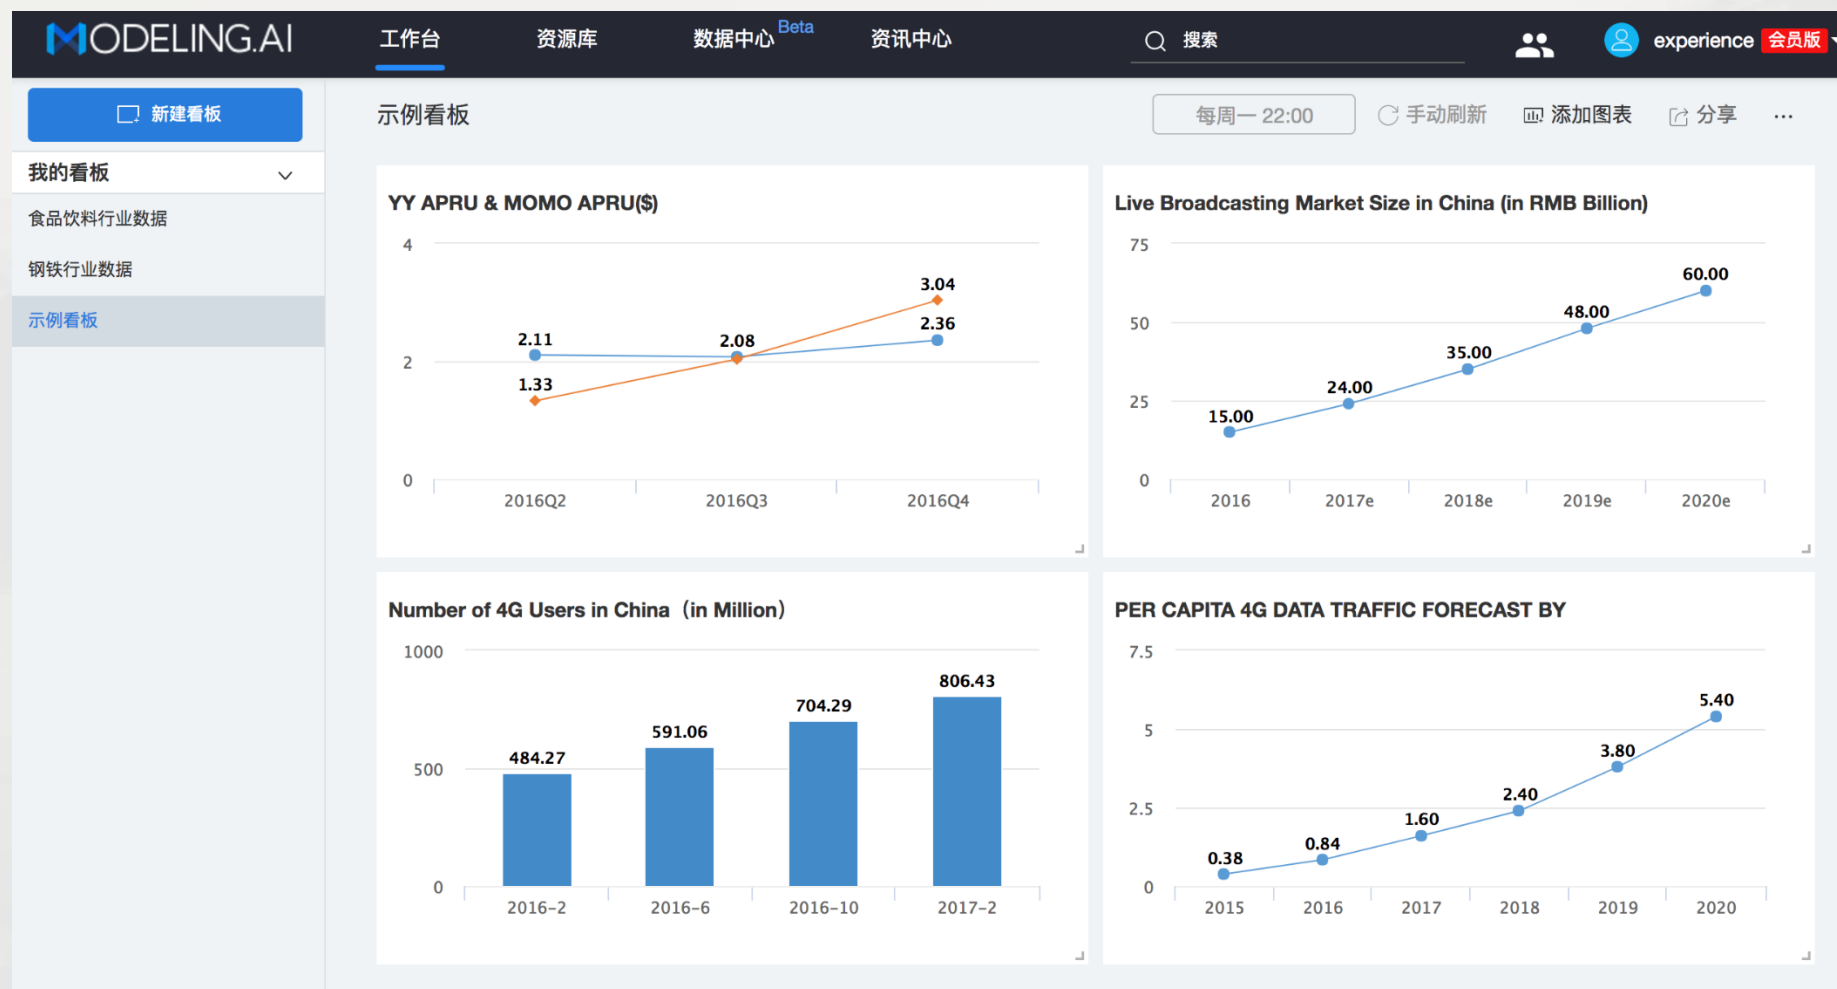 MODELING.AI
工作台
资源库
数据中心 Beta
资讯中心
搜索
experience 会员版
新建看板
我的看板
食品饮料行业数据
钢铁行业数据
示例看板
示例看板
每周一 22:00
手动刷新
添加图表
分享
...
YY APRU & MOMO APRU($)
4
2
0
2.11
1.33
2.08
3.04
2.36
2016Q2 2016Q3 2016Q4
Live Broadcasting Market Size in China (in RMB Billion)
75
50
25
0
15.00
24.00
35.00
48.00
60.00
2016 2017e 2018e 2019e 2020e
Number of 4G Users in China（in Million）
1000
500
0
484.27
591.06
704.29
806.43
2016-2 2016-6 2016-10 2017-2
PER CAPITA 4G DATA TRAFFIC FORECAST BY
7.5
5
2.5
0
0.38
0.84
1.60
2.40
3.80
5.40
2015 2016 2017 2018 2019 2020